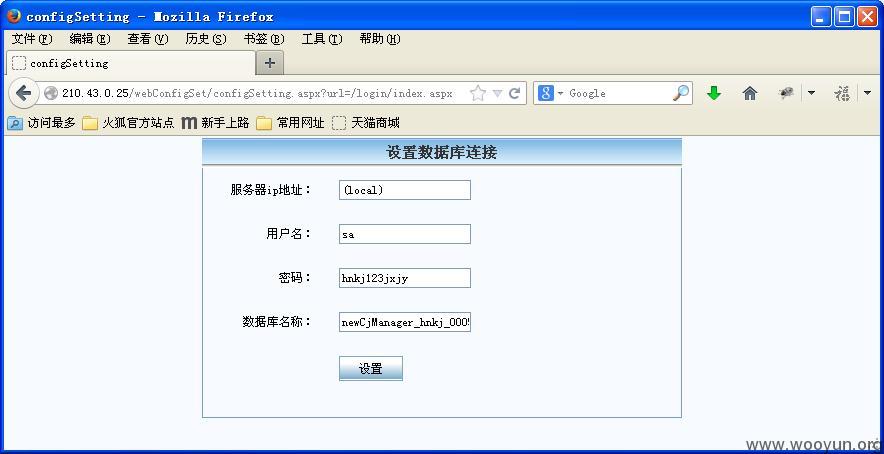 configSetting - Mozilla Firefox
文件(F) 编辑(E) 查看(V) 历史(S) 书签(B) 工具(T) 帮助(H)
configSetting
210.43.0.25/webConfigSet/configSetting.aspx?url=/login/index.aspx Google
访问最多 火狐官方站点 新手上路 常用网址 天猫商城
设置数据库连接
服务器ip地址： (local)
用户名： sa
密码： hnkj123jxjy
数据库名称： newCjManager_hnkj_0005
设置
www.wooyun.org